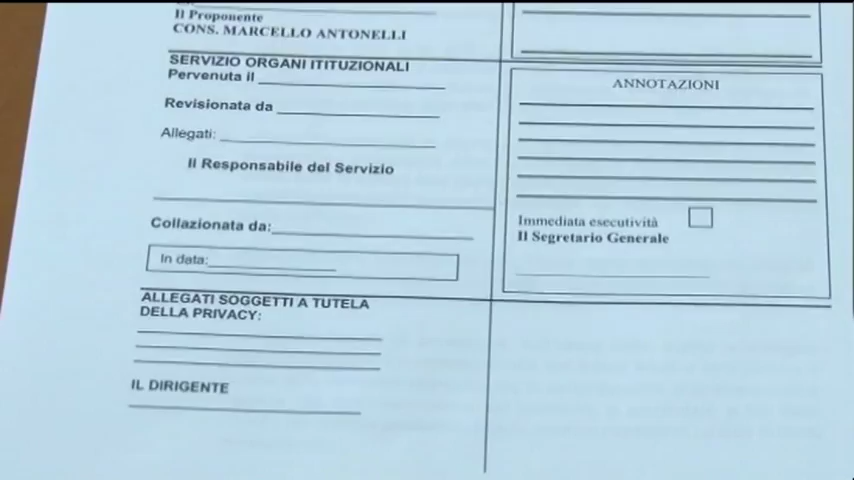 Il Proponente
CONS. MARCELLO ANTONELLI
SERVIZIO ORGANI ITITUZIONALI
Pervenuta il
Revisionata da
Allegati:
Il Responsabile del Servizio
Collazionata da:
In data:
ALLEGATI SOGGETTI A TUTELA
DELLA PRIVACY:
IL DIRIGENTE
ANNOTAZIONI
Immediata esecutività
Il Segretario Generale